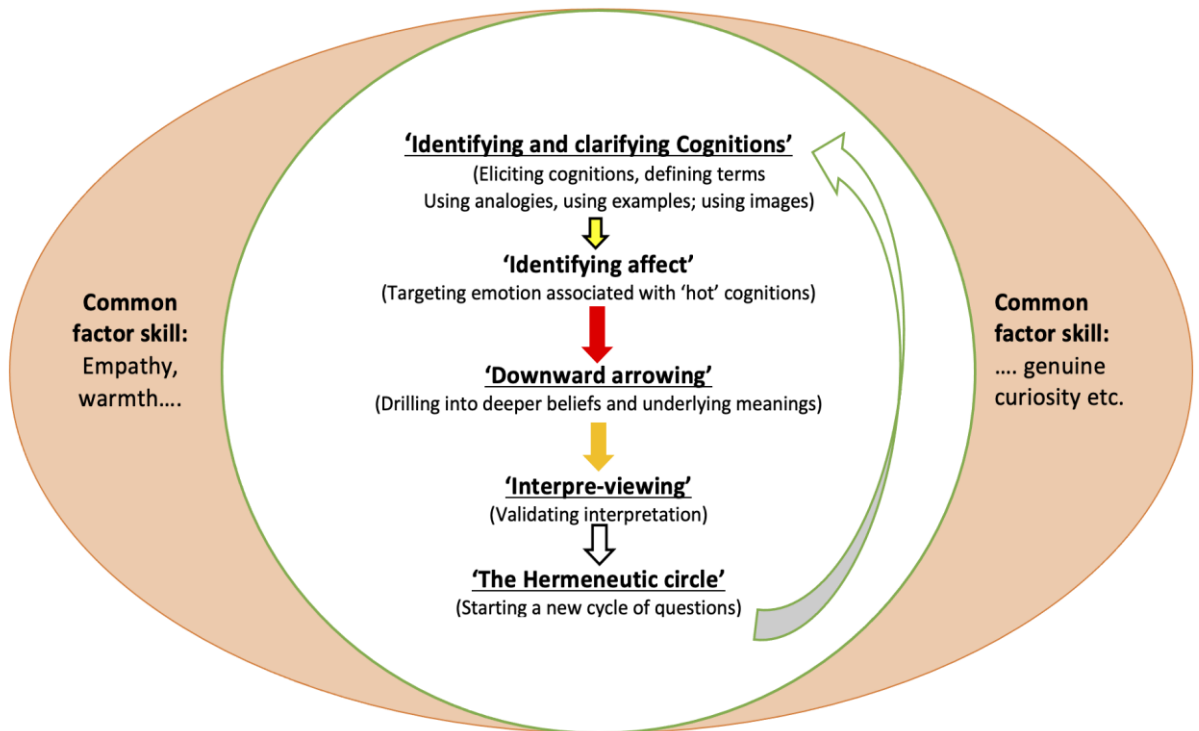 ‘Identifying and clarifying Cognitions’
(Eliciting cognitions, defining terms
Using analogies, using examples; using images)
‘Identifying affect’
(Targeting emotion associated with ‘hot’ cognitions)
Common
factor skill:
Empathy,
warmth….
Common
factor skill:
…. genuine
curiosity etc.
‘Downward arrowing’
(Drilling into deeper beliefs and underlying meanings)
‘Interpre-viewing’
(Validating interpretation)
‘The Hermeneutic circle’
(Starting a new cycle of questions)